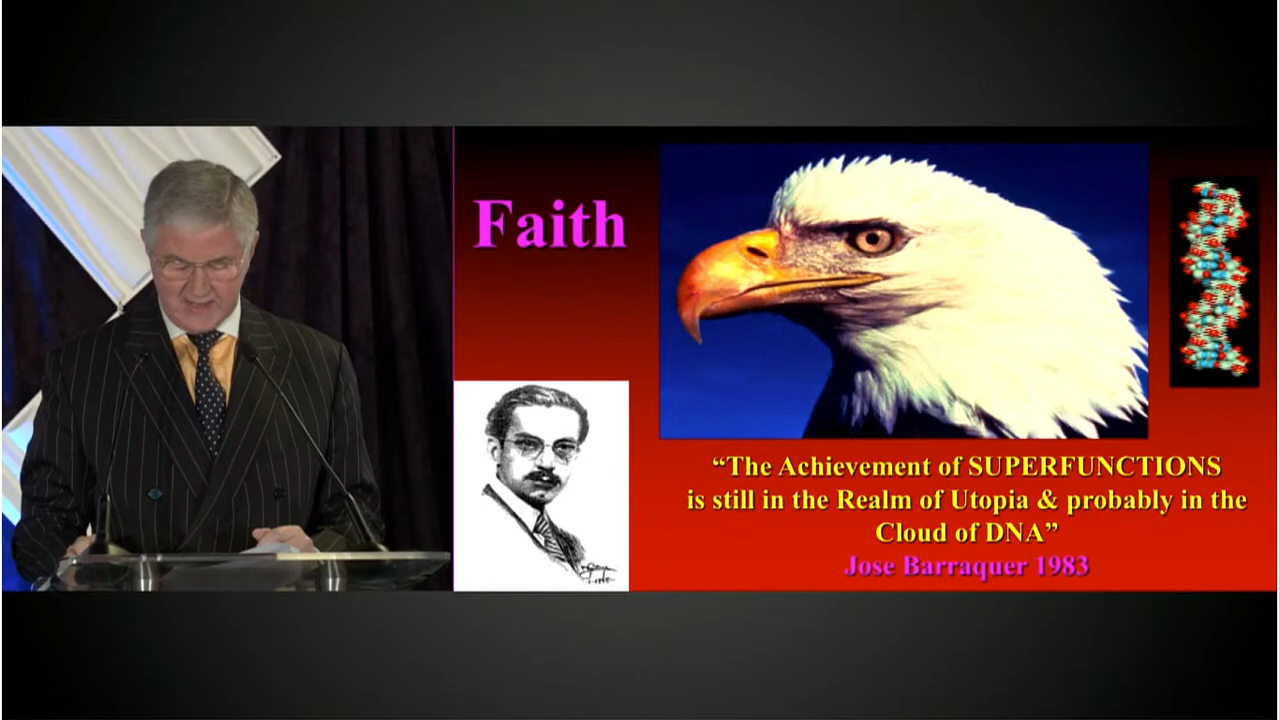 Faith
“The Achievement of SUPERFUNCTIONS
is still in the Realm of Utopia & probably in the
Cloud of DNA”
Jose Barraquer 1983